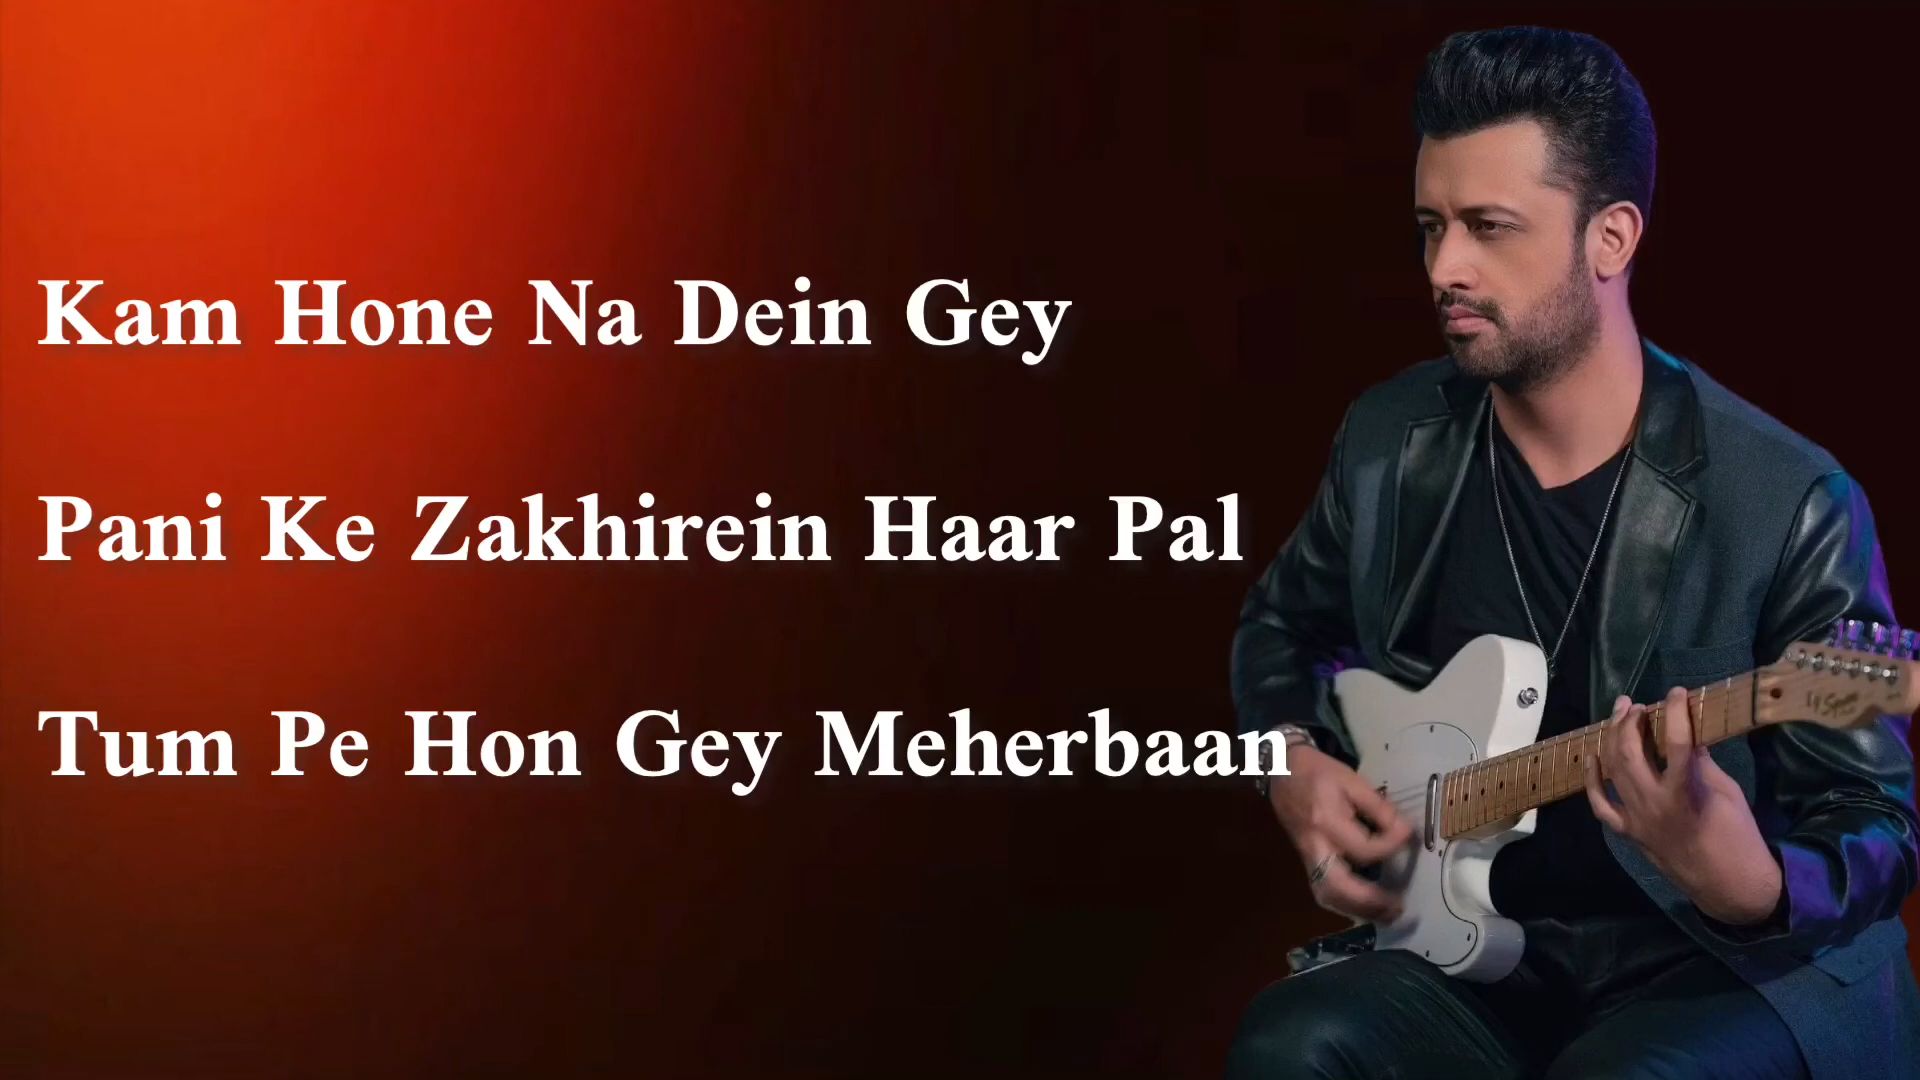 Kam Hone Na Dein Gey
Pani Ke Zakhirein Haar Pal
Tum Pe Hon Gey Meherbaan